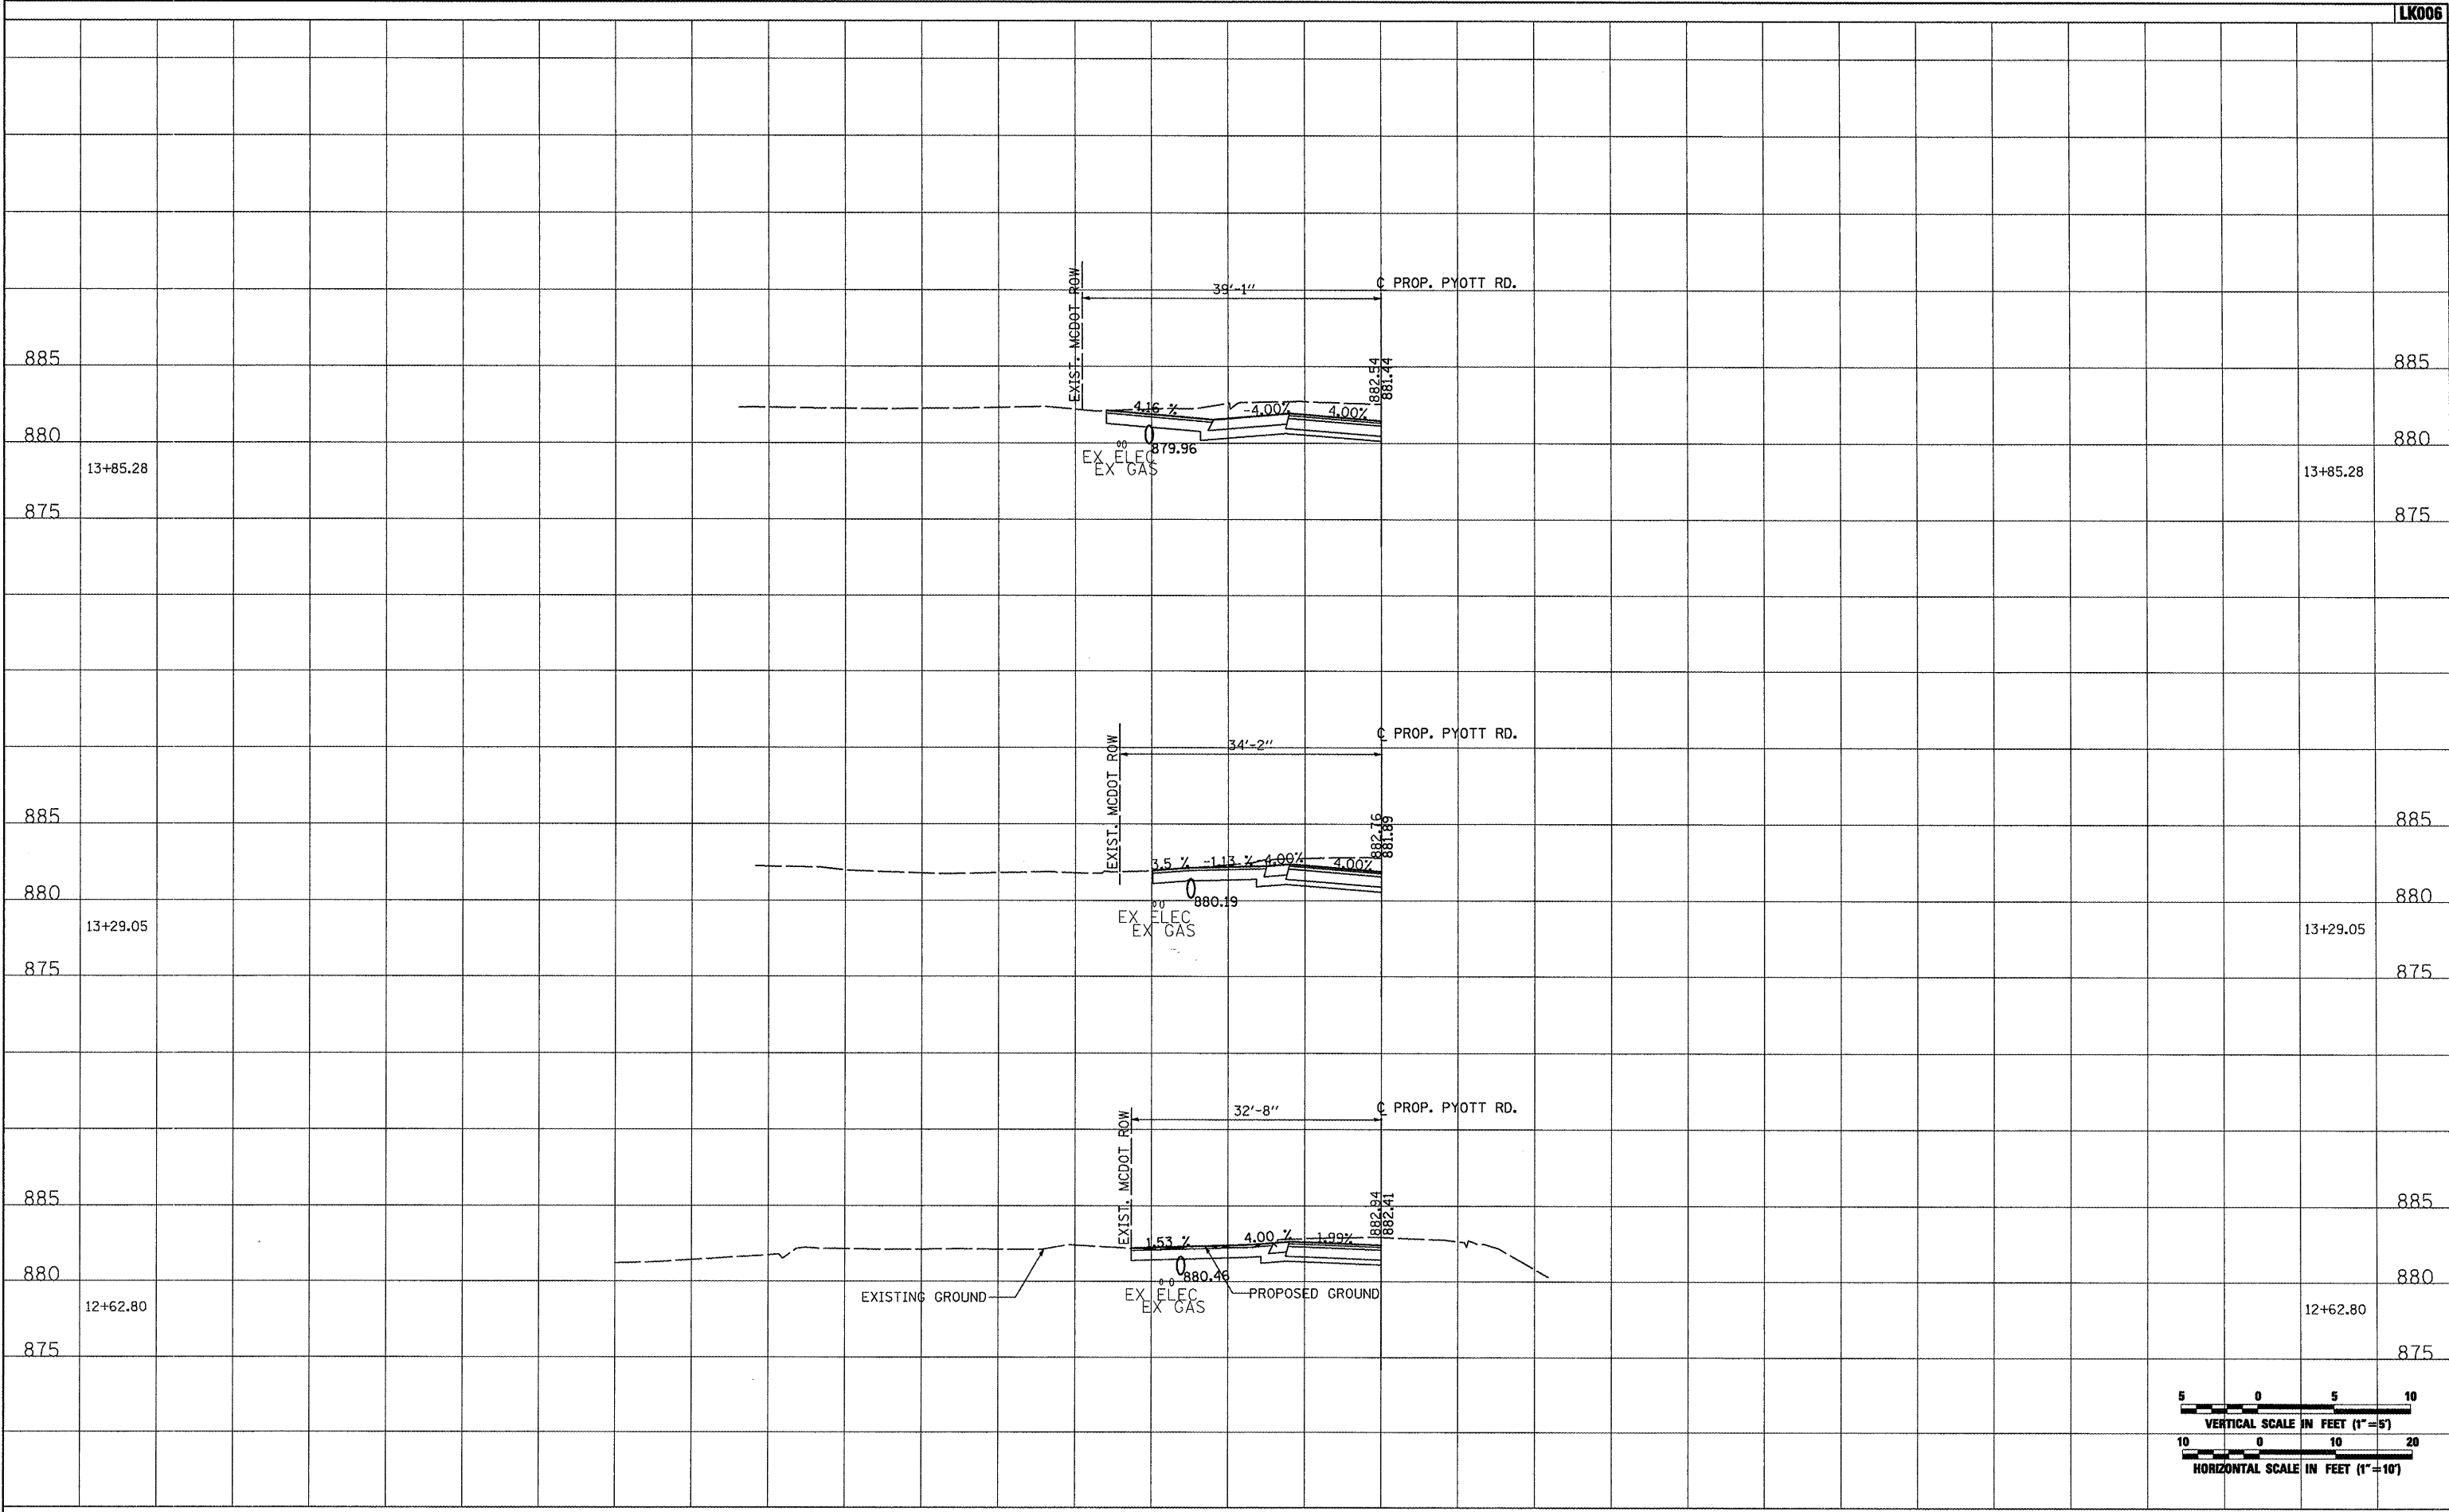 LK006
EXIST. MCDOT ROW
39'-1"
℄ PROP. PYOTT RD.
882.54
881.44
885
885
4.16 %
-4.00%
4.00%
880
880
879.96
EX ELEC
EX GAS
13+85.28
13+85.28
875
875
EXIST. MCDOT ROW
34'-2"
℄ PROP. PYOTT RD.
882.76
881.89
885
885
3.5 %
-1.13 %
-4.00%
4.00%
880
880
880.19
EX ELEC
EX GAS
13+29.05
13+29.05
875
875
EXIST. MCDOT ROW
32'-8"
℄ PROP. PYOTT RD.
882.94
882.41
885
885
1.53 %
4.00 %
1.99%
880
880
880.46
EX ELEC
EX GAS
EXISTING GROUND
PROPOSED GROUND
12+62.80
12+62.80
875
875
5 0 5 10
VERTICAL SCALE IN FEET (1"=5')
10 0 10 20
HORIZONTAL SCALE IN FEET (1"=10')